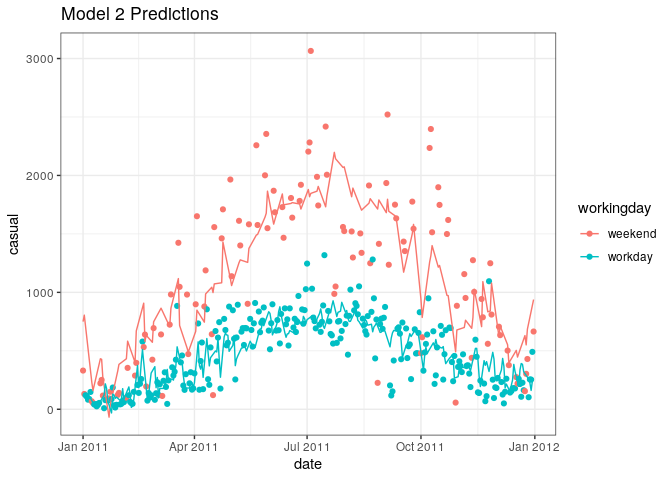 Model 2 Predictions
3000
2000
1000
0
casual
Jan 2011
Apr 2011
Jul 2011
Oct 2011
Jan 2012
date
workingday
weekend
workday